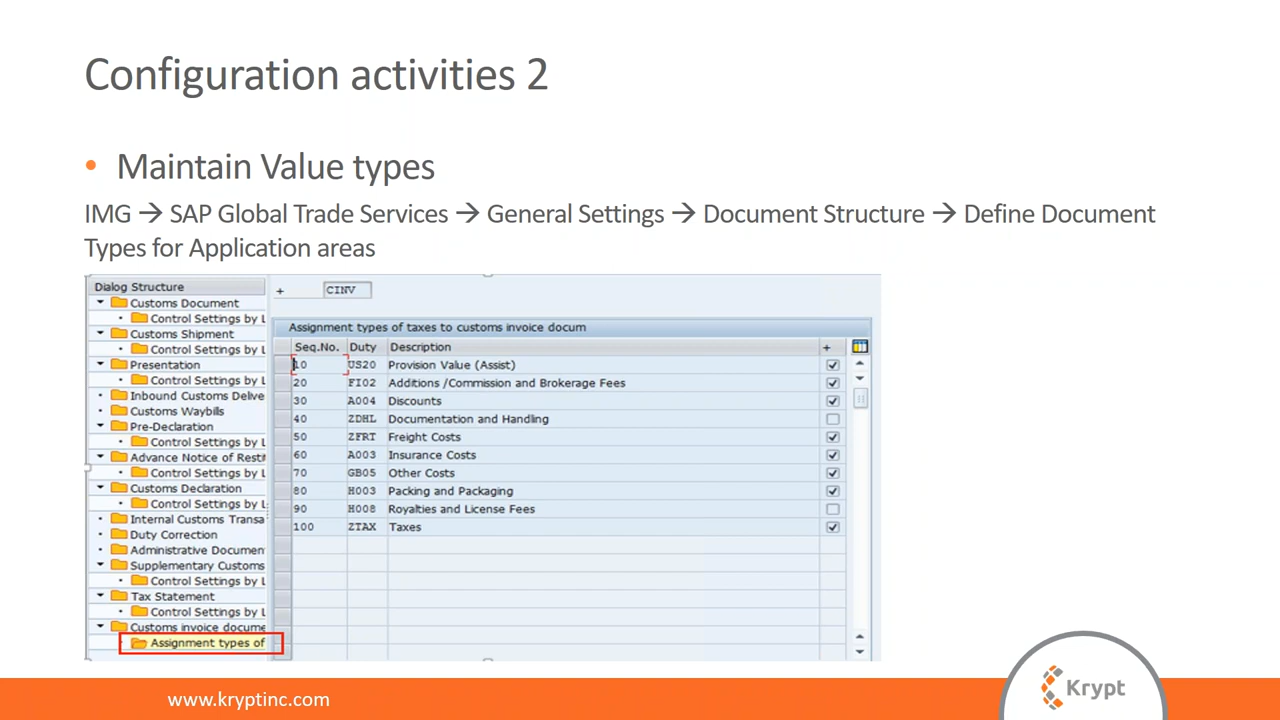 Configuration activities 2
• Maintain Value types
IMG → SAP Global Trade Services → General Settings → Document Structure → Define Document
Types for Application areas
Dialog Structure
Customs Document
Control Settings by L
Customs Shipment
Control Settings by L
Presentation
Control Settings by L
Inbound Customs Delive
Customs Waybills
Pre-Declaration
Control Settings by L
Advance Notice of Restit
Control Settings by L
Customs Declaration
Control Settings by L
Internal Customs Transa
Duty Correction
Administrative Documen
Supplementary Customs
Control Settings by L
Tax Statement
Control Settings by L
Customs invoice docume
Assignment types of
+ CINV
Assignment types of taxes to customs invoice docum
Seq.No. Duty Description +
10 US20 Provision Value (Assist)
20 FI02 Additions /Commission and Brokerage Fees
30 A004 Discounts
40 ZDHL Documentation and Handling
50 ZFRT Freight Costs
60 A003 Insurance Costs
70 GB05 Other Costs
80 H003 Packing and Packaging
90 H008 Royalties and License Fees
100 ZTAX Taxes
www.kryptinc.com
Krypt